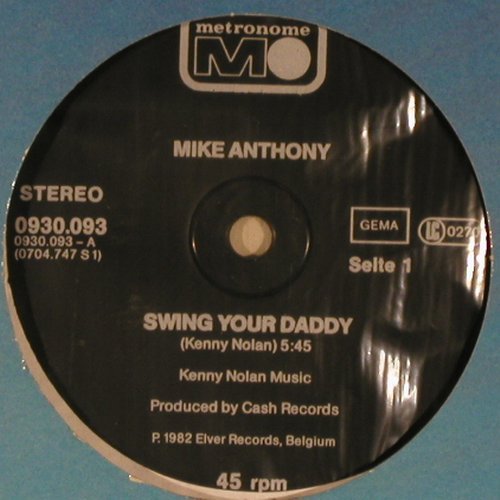 metronome
MO
MIKE ANTHONY
STEREO
0930.093
0930.093 - A
(0704.747 S 1)
GEMA
LC 0270
Seite 1
SWING YOUR DADDY
(Kenny Nolan) 5:45
Kenny Nolan Music
Produced by Cash Records
P. 1982 Elver Records, Belgium
45 rpm